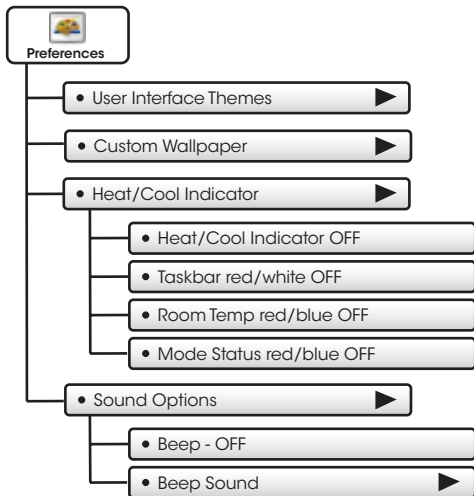 Preferences
• User Interface Themes
• Custom Wallpaper
• Heat/Cool Indicator
• Heat/Cool Indicator OFF
• Taskbar red/white OFF
• Room Temp red/blue OFF
• Mode Status red/blue OFF
• Sound Options
• Beep - OFF
• Beep Sound